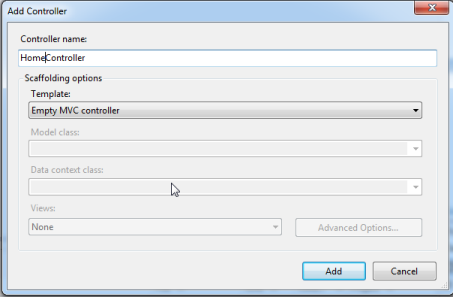 Add Controller
Controller name:
HomeController
Scaffolding options
Template:
Empty MVC controller
Model class:
Data context class:
Views:
None
Advanced Options...
Add
Cancel